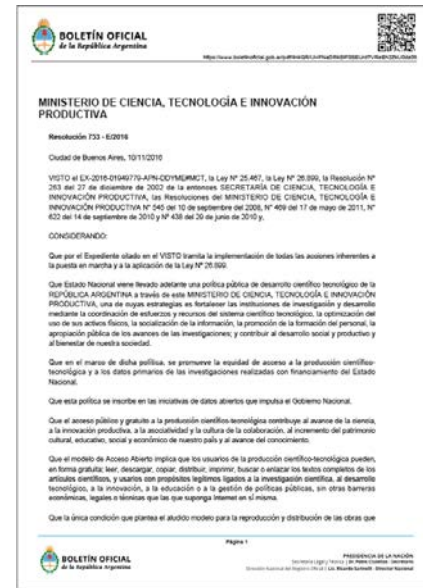 BOLETÍN OFICIAL
de la República Argentina
MINISTERIO DE CIENCIA, TECNOLOGÍA E INNOVACIÓN
PRODUCTIVA
Resolución 733 - E/2016
Ciudad de Buenos Aires, 10/11/2016
VISTO el EX-2016-01949779-APN-DDYME#MCT, la Ley N° 25.467, la Ley N° 26.899, la Resolución N°
263 del 27 de diciembre de 2002 de la entonces SECRETARÍA DE CIENCIA, TECNOLOGÍA E
INNOVACIÓN PRODUCTIVA, las Resoluciones del MINISTERIO DE CIENCIA, TECNOLOGÍA E
INNOVACIÓN PRODUCTIVA N° 545 del 10 de septiembre del 2008, N° 469 del 17 de mayo de 2011, N°
622 del 14 de septiembre de 2010 y N° 438 del 29 de junio de 2010 y,
CONSIDERANDO:
Que por el Expediente citado en el VISTO tramita la implementación de todas las acciones inherentes a
la puesta en marcha y a la aplicación de la Ley N° 26.899.
Que Estado Nacional viene llevado adelante una política pública de desarrollo científico tecnológico de la
REPÚBLICA ARGENTINA a través de este MINISTERIO DE CIENCIA, TECNOLOGÍA E INNOVACIÓN
PRODUCTIVA, una de cuyas estrategias es fortalecer las instituciones de investigación y desarrollo
mediante la coordinación de esfuerzos y recursos del sistema científico tecnológico, la optimización del
uso de sus activos físicos, la socialización de la información, la promoción de la formación del personal, la
apropiación pública de los avances de las investigaciones; y contribuir al desarrollo social y productivo y
al bienestar de nuestra sociedad.
Que en el marco de dicha política, se promueve la equidad de acceso a la producción científico-
tecnológica y a los datos primarios de las investigaciones realizadas con financiamiento del Estado
Nacional.
Que esta política se inscribe en las iniciativas de datos abiertos que impulsa el Gobierno Nacional.
Que el acceso público y gratuito a la producción científico-tecnológica contribuye al avance de la ciencia,
a la innovación productiva, a la asociatividad y la cultura de la colaboración, al incremento del patrimonio
cultural, educativo, social y económico de nuestro país y al avance del conocimiento.
Que el modelo de Acceso Abierto implica que los usuarios de la producción científico-tecnológica pueden,
en forma gratuita; leer, descargar, copiar, distribuir, imprimir, buscar o enlazar los textos completos de los
artículos científicos, y usarlos con propósitos legítimos ligados a la investigación científica, al desarrollo
tecnológico, a la innovación, a la educación o a la gestión de políticas públicas, sin otras barreras
económicas, legales o técnicas que las que suponga Internet en sí misma.
Que la única condición que plantea el aludido modelo para la reproducción y distribución de las obras que
Página 1
BOLETÍN OFICIAL
de la República Argentina
PRESIDENCIA DE LA NACIÓN